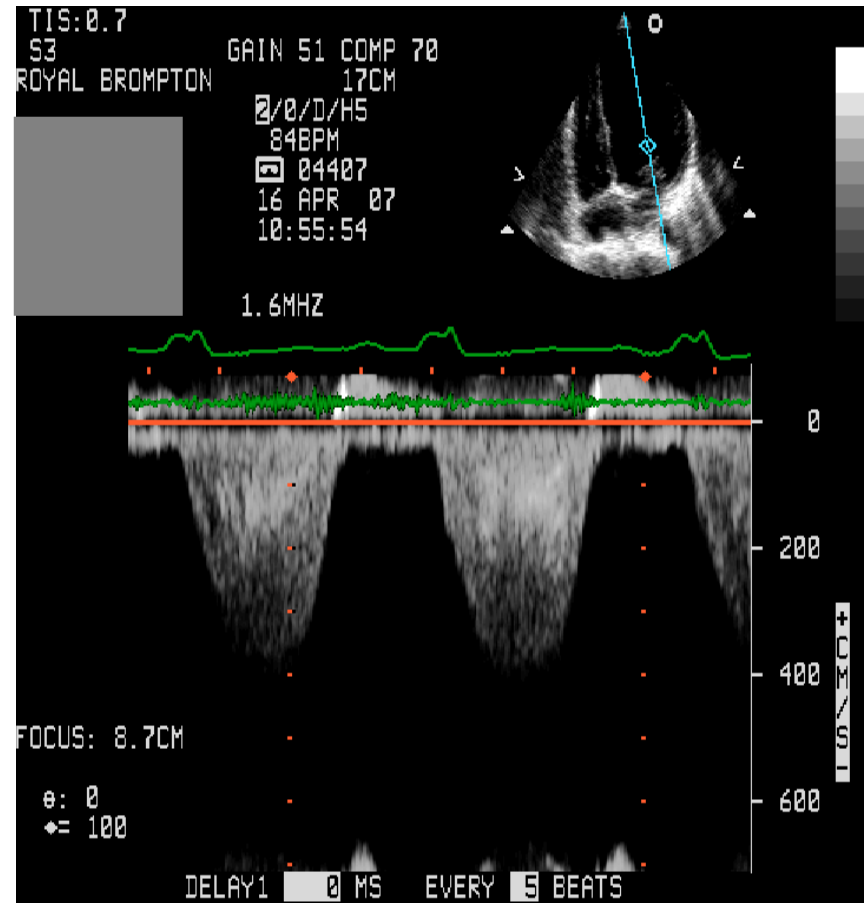 TIS:0.7
S3 GAIN 51 COMP 70
ROYAL BROMPTON 17CM
2/0/D/H5
84BPM
04407
16 APR 07
10:55:54
1.6MHZ
0
200
400
600
+CM/S-
FOCUS: 8.7CM
θ: 0
◆= 100
DELAY1 0 MS EVERY 5 BEATS